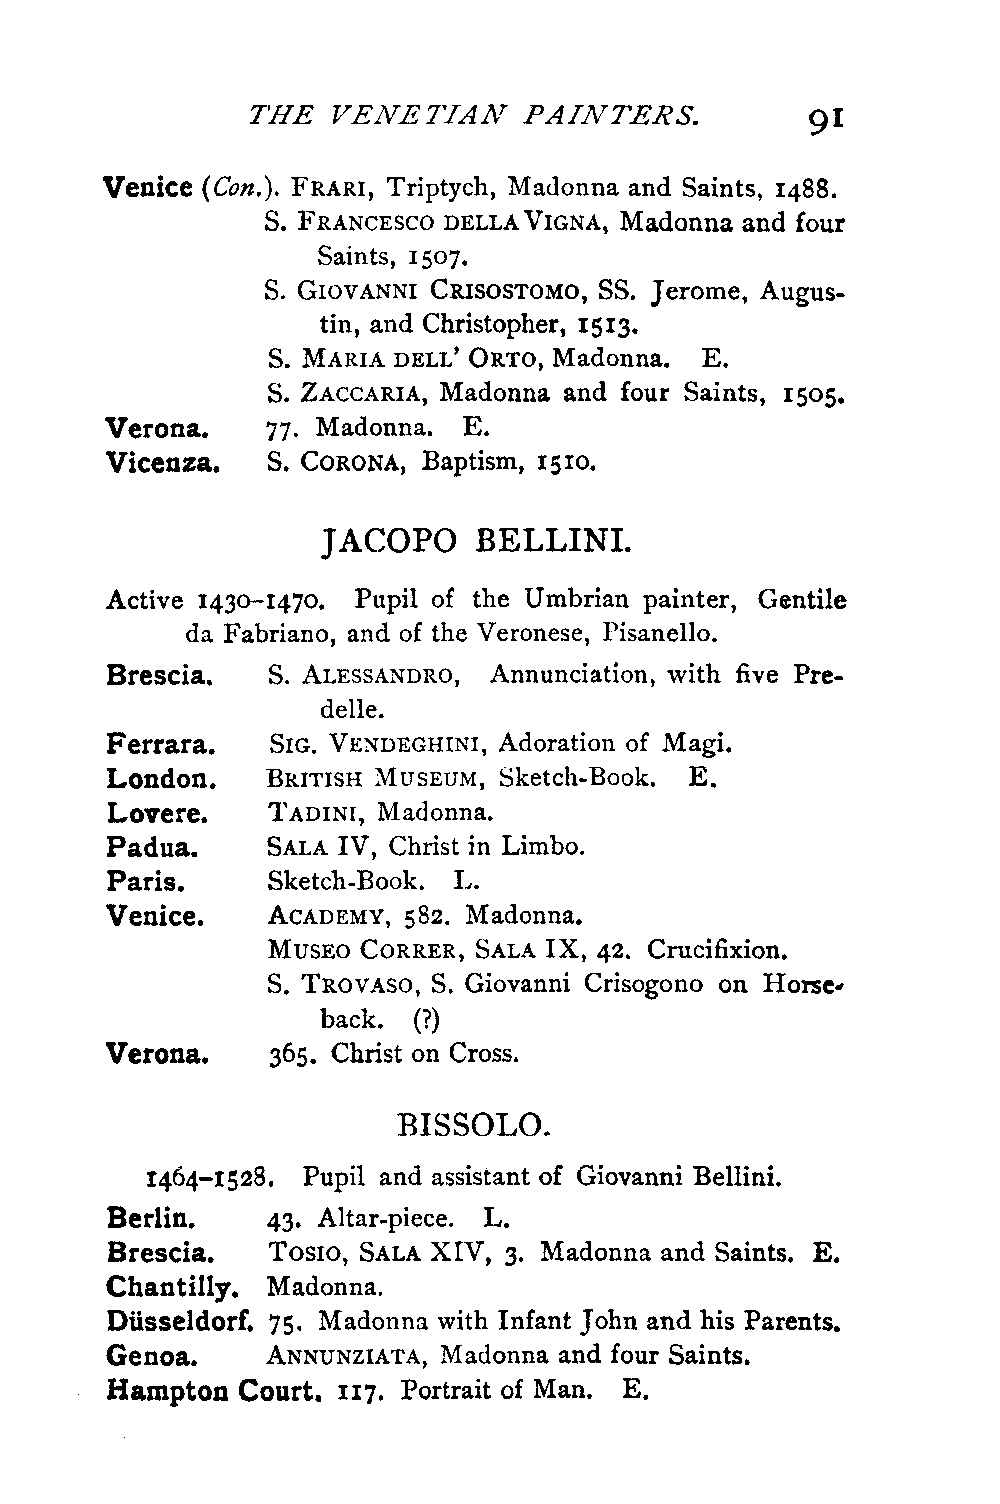 THE VENETIAN PAINTERS. 91
Venice (Con.). FRARI, Triptych, Madonna and Saints, 1488.
S. FRANCESCO DELLA VIGNA, Madonna and four
Saints, 1507.
S. GIOVANNI CRISOSTOMO, SS. Jerome, Augus-
tin, and Christopher, 1513.
S. MARIA DELL' ORTO, Madonna. E.
S. ZACCARIA, Madonna and four Saints, 1505.
Verona. 77. Madonna. E.
Vicenza. S. CORONA, Baptism, 1510.
JACOPO BELLINI.
Active 1430–1470. Pupil of the Umbrian painter, Gentile
da Fabriano, and of the Veronese, Pisanello.
Brescia. S. ALESSANDRO, Annunciation, with five Pre-
delle.
Ferrara. SIG. VENDEGHINI, Adoration of Magi.
London. BRITISH MUSEUM, Sketch-Book. E.
Lovere. TADINI, Madonna.
Padua. SALA IV, Christ in Limbo.
Paris. Sketch-Book. L.
Venice. ACADEMY, 582. Madonna.
MUSEO CORRER, SALA IX, 42. Crucifixion.
S. TROVASO, S. Giovanni Crisogono on Horse-
back. (?)
Verona. 365. Christ on Cross.
BISSOLO.
1464–1528. Pupil and assistant of Giovanni Bellini.
Berlin. 43. Altar-piece. L.
Brescia. TOSIO, SALA XIV, 3. Madonna and Saints. E.
Chantilly. Madonna.
Düsseldorf. 75. Madonna with Infant John and his Parents.
Genoa. ANNUNZIATA, Madonna and four Saints.
Hampton Court. 117. Portrait of Man. E.